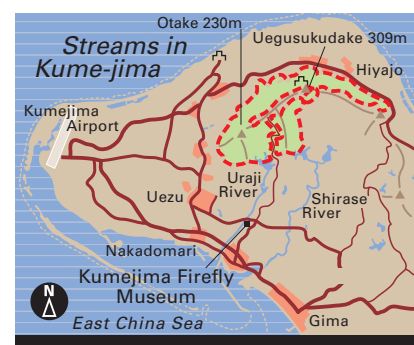 Otake 230m
Streams in
Kume-jima
Uegusukudake 309m
Hiyajo
Kumejima
Airport
Uraji
River
Shirase
River
Uezu
Nakadomari
Kumejima Firefly
Museum
N
East China Sea
Gima